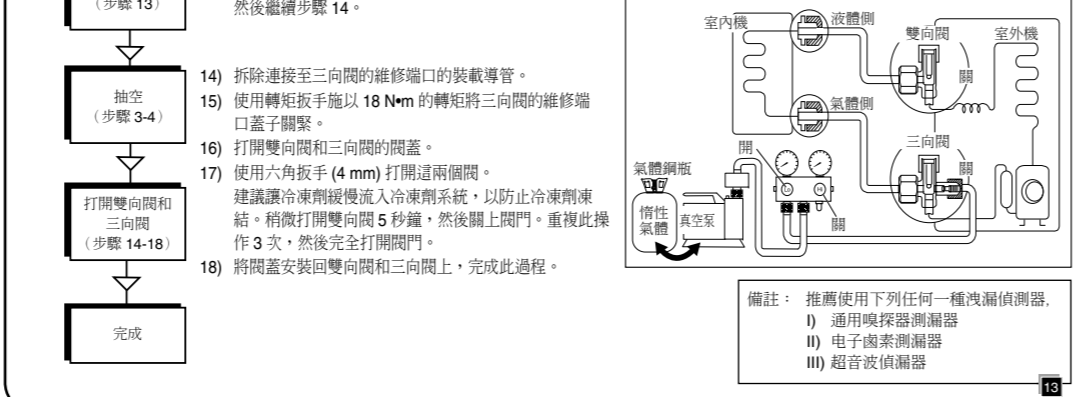 （步驟 13）
抽空
（步驟 3-4）
打開雙向閥和
三向閥
（步驟 14-18）
完成
然後繼續步驟 14。
14) 拆除連接至三向閥的維修端口的裝載導管。
15) 使用轉矩扳手施以 18 N•m 的轉矩將三向閥的維修端
口蓋子關緊。
16) 打開雙向閥和三向閥的閥蓋。
17) 使用六角扳手 (4 mm) 打開這兩個閥。
建議讓冷凍劑緩慢流入冷凍劑系統，以防止冷凍劑凍
結。稍微打開雙向閥 5 秒鐘，然後關上閥門。重複此操
作 3 次，然後完全打開閥門。
18) 將閥蓋安裝回雙向閥和三向閥上，完成此過程。
室內機
液體側
雙向閥
室外機
關
氣體側
三向閥
開
關
氣體鋼瓶
Lo
Hi
惰性
氣體
真空泵
關
備註： 推薦使用下列任何一種洩漏偵測器,
I) 通用嗅探器測漏器
II) 电子鹵素測漏器
III) 超音波偵漏器
13